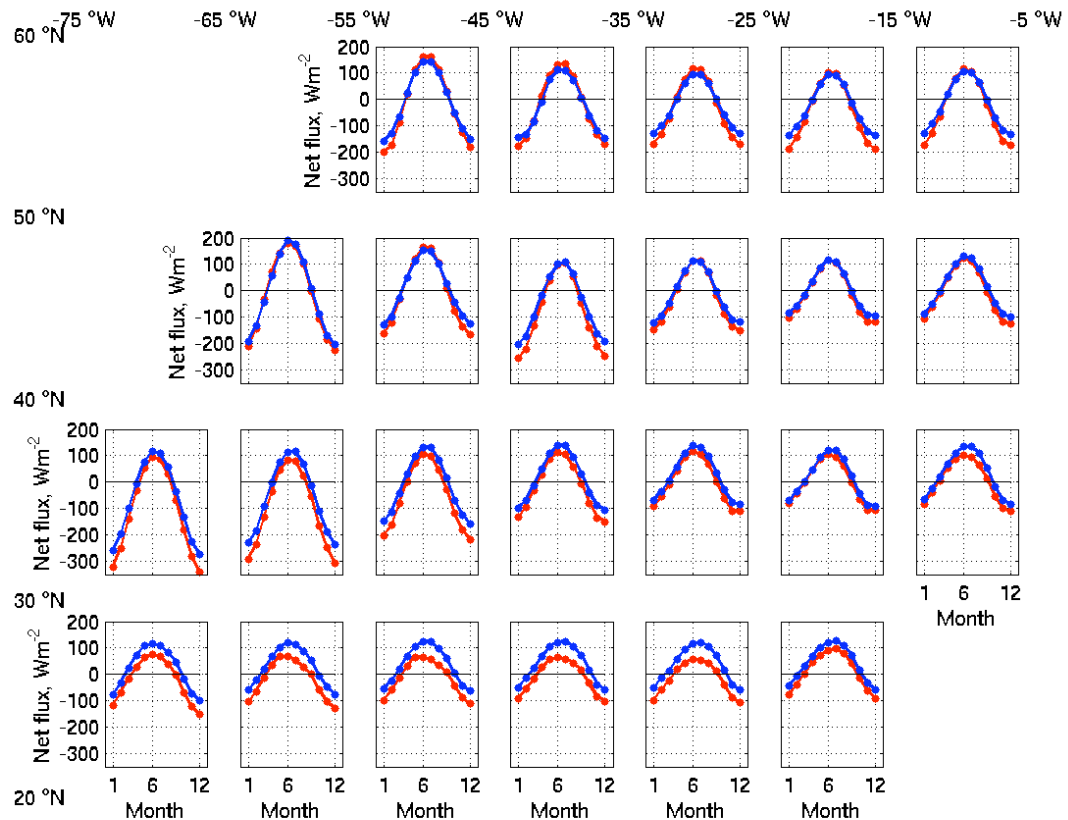 -75 °W -65 °W -55 °W -45 °W -35 °W -25 °W -15 °W -5 °W
60 °N
Net flux, Wm-2
200
100
0
-100
-200
-300
50 °N
Net flux, Wm-2
200
100
0
-100
-200
-300
40 °N
Net flux, Wm-2
200
100
0
-100
-200
-300
1 6 12
Month
30 °N
Net flux, Wm-2
200
100
0
-100
-200
-300
1 6 12 1 6 12 1 6 12 1 6 12 1 6 12 1 6 12
Month Month Month Month Month Month
20 °N